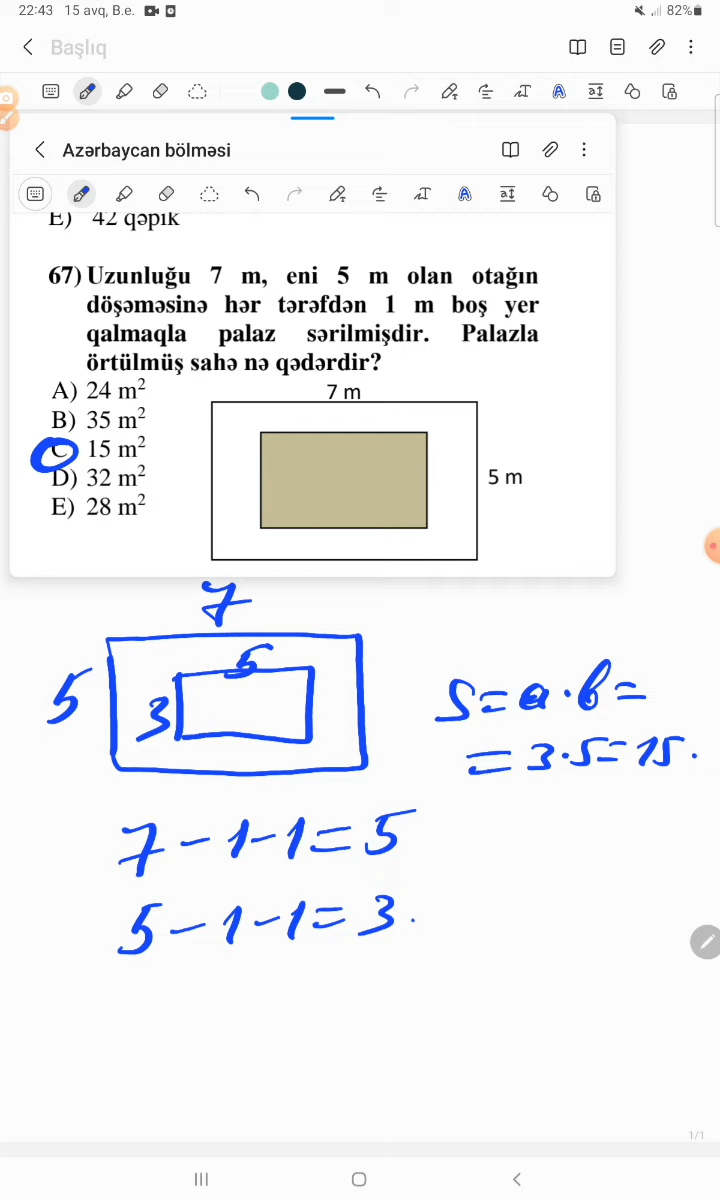 22:43 15 avq, B.e. 82%
Başlıq
Azərbaycan bölməsi
E) 42 qəpik
67) Uzunluğu 7 m, eni 5 m olan otağın
döşəməsinə hər tərəfdən 1 m boş yer
qalmaqla palaz sərilmişdir. Palazla
örtülmüş sahə nə qədərdir?
A) 24 m²
7 m
B) 35 m²
C) 15 m²
D) 32 m²
5 m
E) 28 m²
7
5
5
3
S = a · b =
= 3 · 5 = 15.
7 - 1 - 1 = 5
5 - 1 - 1 = 3.
1/1